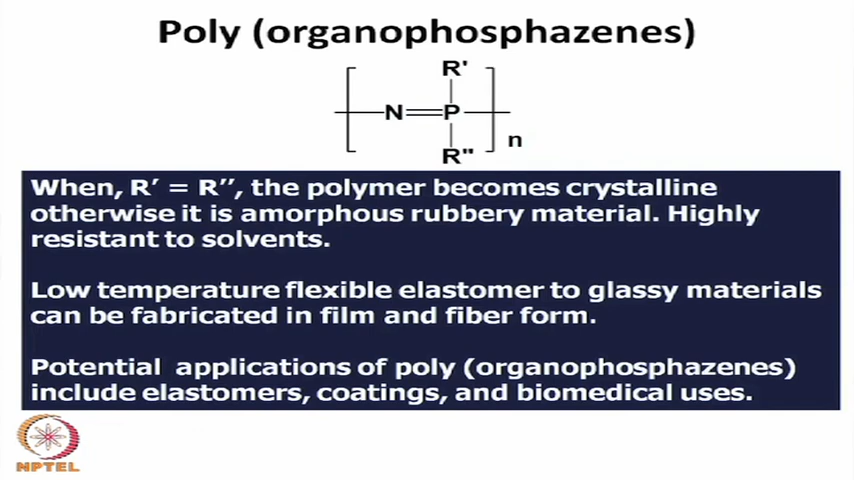 Poly (organophosphazenes)
R'
N=P
n
R"
When, R′ = R″, the polymer becomes crystalline
otherwise it is amorphous rubbery material. Highly
resistant to solvents.
Low temperature flexible elastomer to glassy materials
can be fabricated in film and fiber form.
Potential applications of poly (organophosphazenes)
include elastomers, coatings, and biomedical uses.
NPTEL